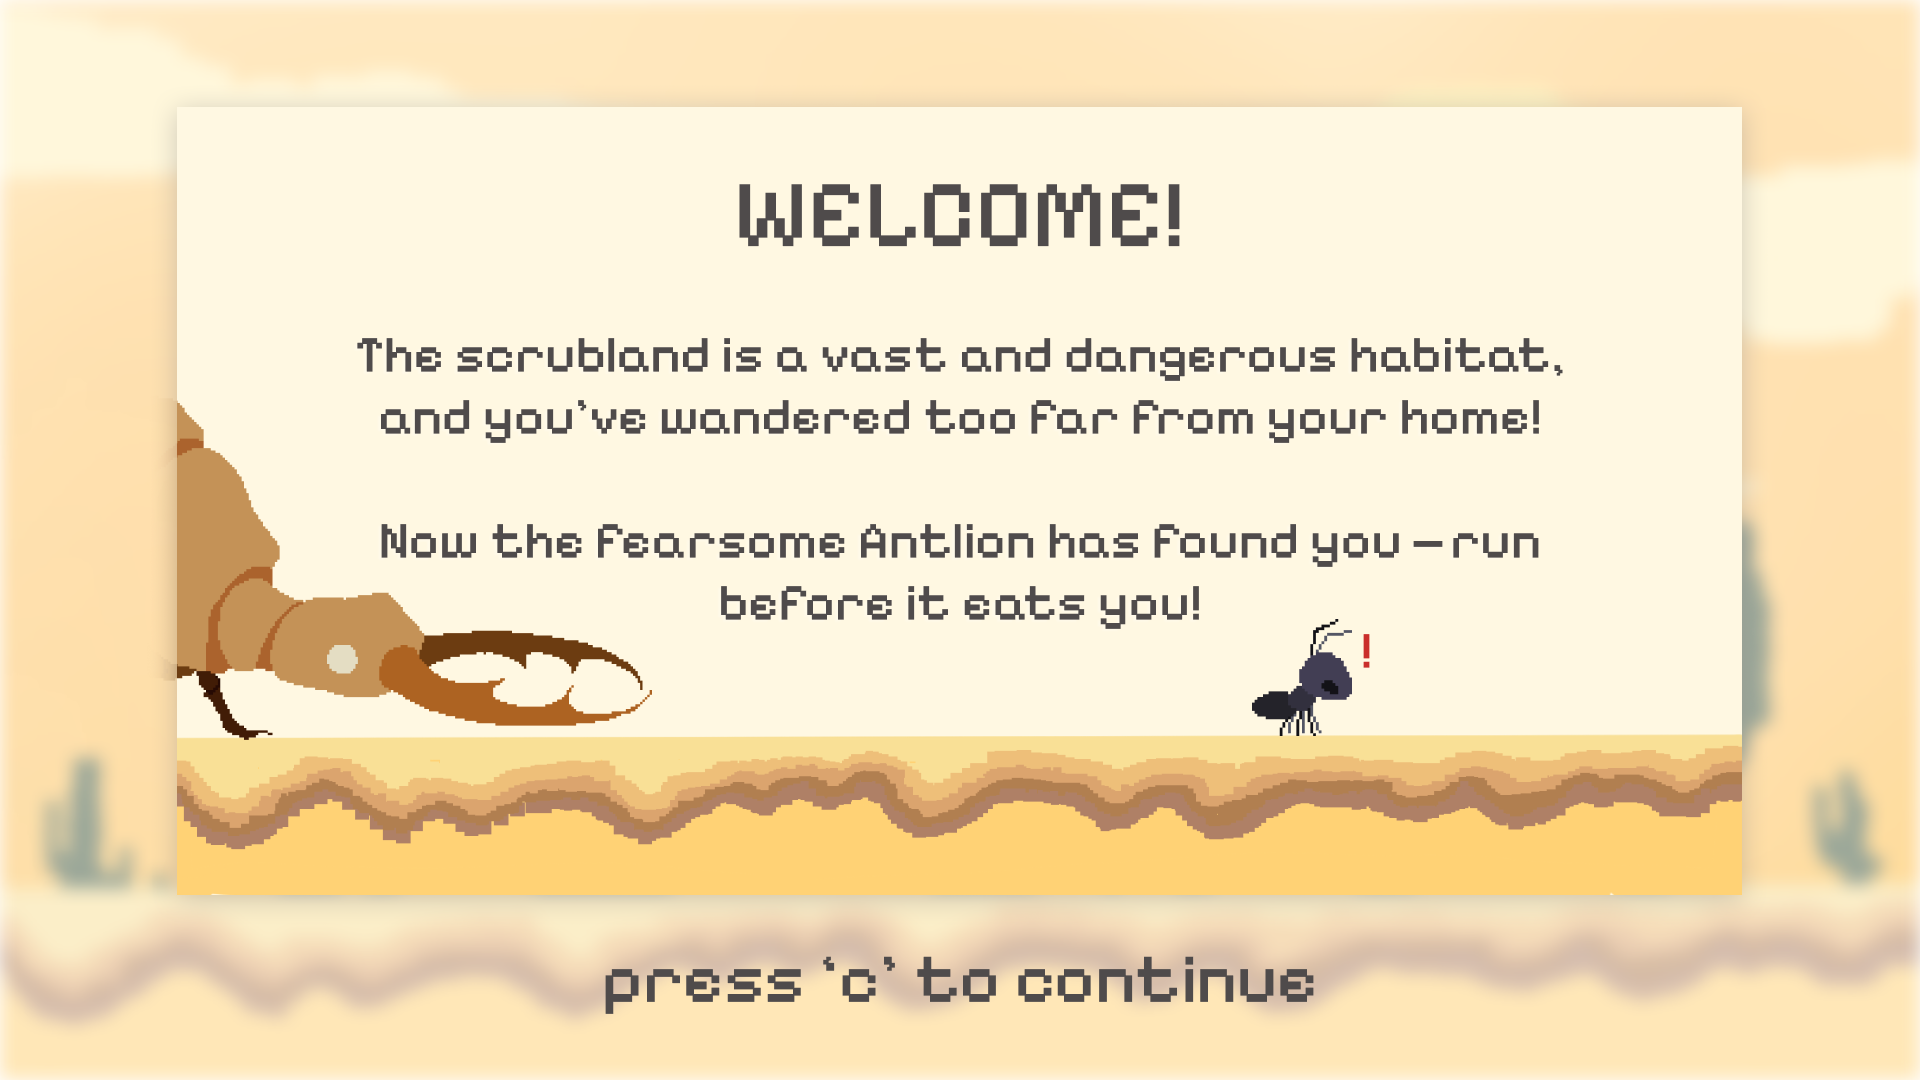 WELCOME!
The scrubland is a vast and dangerous habitat,
and you've wandered too far from your home!
Now the fearsome Antlion has found you – run
before it eats you!
!
press 'c' to continue